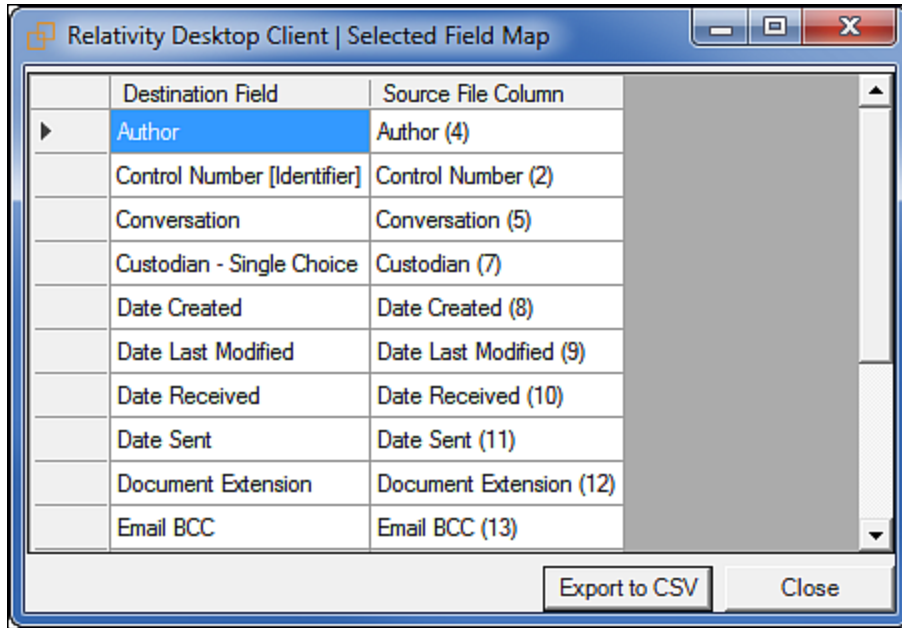 Relativity Desktop Client | Selected Field Map
Destination Field Source File Column
Author Author (4)
Control Number [Identifier] Control Number (2)
Conversation Conversation (5)
Custodian - Single Choice Custodian (7)
Date Created Date Created (8)
Date Last Modified Date Last Modified (9)
Date Received Date Received (10)
Date Sent Date Sent (11)
Document Extension Document Extension (12)
Email BCC Email BCC (13)
Export to CSV Close